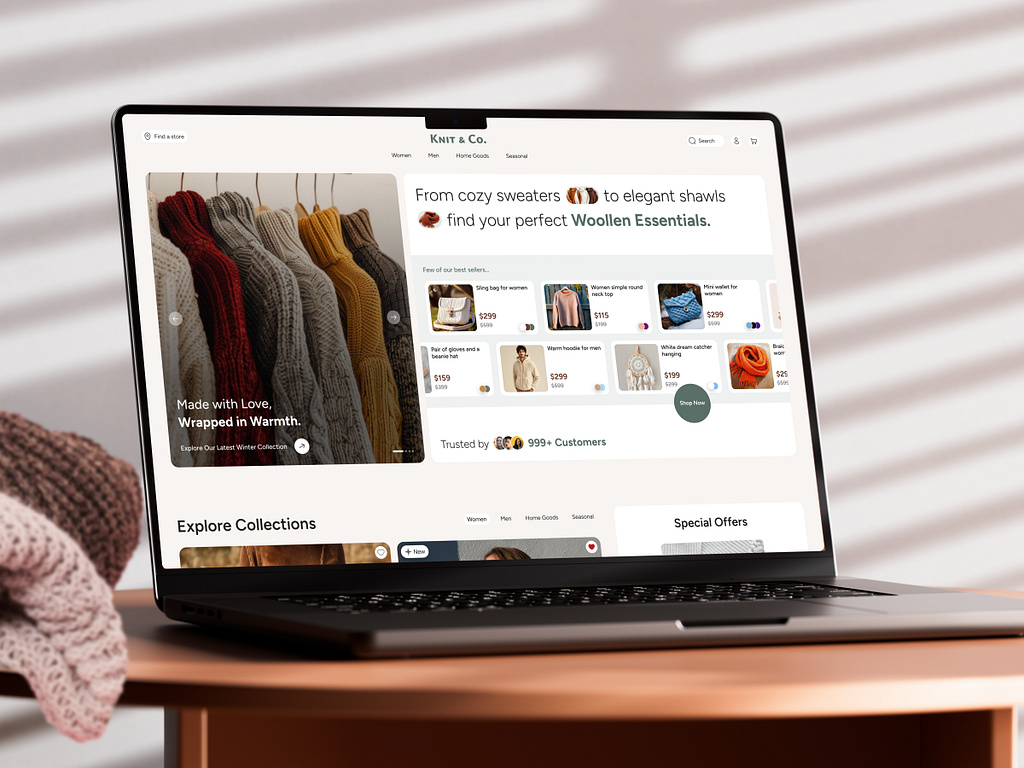 Find a store
KNIT & CO.
Search
Women Men Home Goods Seasonal
From cozy sweaters to elegant shawls
find your perfect Woollen Essentials.
Few of our best sellers...
Sling bag for women
$299
$599
Women simple round
neck top
$115
$199
Mini wallet for
women
$299
$599
Pair of gloves and a
beanie hat
$159
$399
Warm hoodie for men
$299
$599
White dream catcher
hanging
$199
$299
Shop Now
Made with Love,
Wrapped in Warmth.
Explore Our Latest Winter Collection
Trusted by 999+ Customers
Explore Collections
Women Men Home Goods Seasonal
Special Offers
New